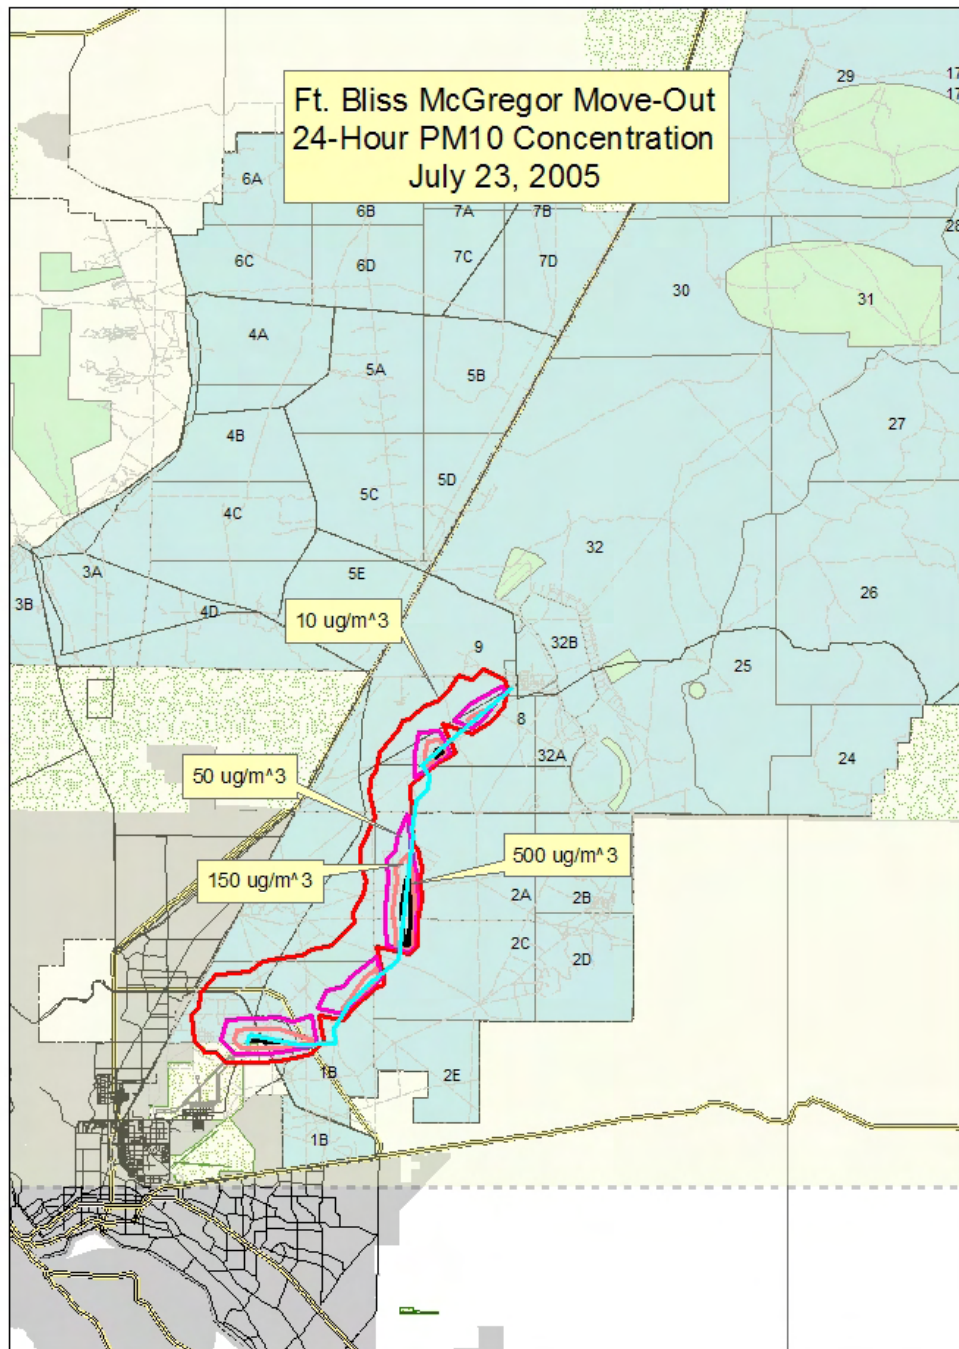 Ft. Bliss McGregor Move-Out
24-Hour PM10 Concentration
July 23, 2005
29
17
17
6A
6B
7A
7B
28
6C
6D
7C
7D
30
31
4A
5A
5B
4B
27
5D
5C
4C
32
3A
5E
26
3B
4D
10 ug/m^3
9
32B
25
8
32A
24
50 ug/m^3
500 ug/m^3
150 ug/m^3
2A
2B
2C
2D
1B
2E
1B